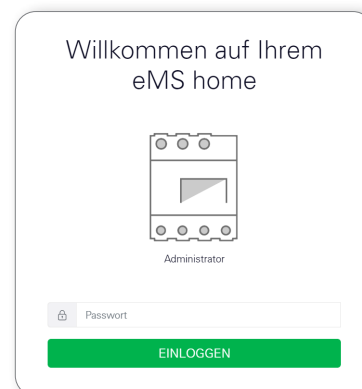 Willkommen auf Ihrem
eMS home
Administrator
Passwort
EINLOGGEN